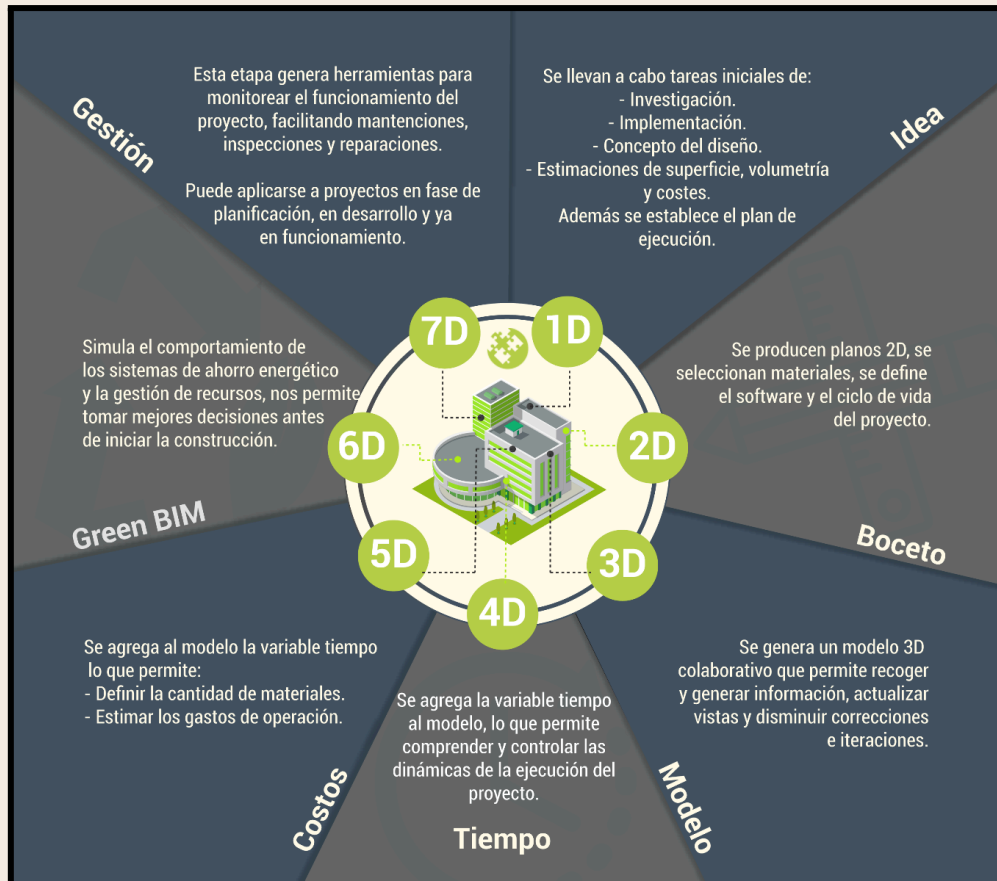 Gestión
Esta etapa genera herramientas para
monitorear el funcionamiento del
proyecto, facilitando mantenciones,
inspecciones y reparaciones.
Puede aplicarse a proyectos en fase de
planificación, en desarrollo y ya
en funcionamiento.
Se llevan a cabo tareas iniciales de:
- Investigación.
- Implementación.
- Concepto del diseño.
- Estimaciones de superficie, volumetría
y costes.
Además se establece el plan de
ejecución.
Idea
7D
1D
Simula el comportamiento de
los sistemas de ahorro energético
y la gestión de recursos, nos permite
tomar mejores decisiones antes
de iniciar la construcción.
Green BIM
6D
2D
Se producen planos 2D, se
seleccionan materiales, se define
el software y el ciclo de vida
del proyecto.
Boceto
5D
3D
4D
Se agrega al modelo la variable tiempo
lo que permite:
- Definir la cantidad de materiales.
- Estimar los gastos de operación.
Costos
Se agrega la variable tiempo
al modelo, lo que permite
comprender y controlar las
dinámicas de la ejecución del
proyecto.
Tiempo
Se genera un modelo 3D
colaborativo que permite recoger
y generar información, actualizar
vistas y disminuir correcciones
e iteraciones.
Modelo